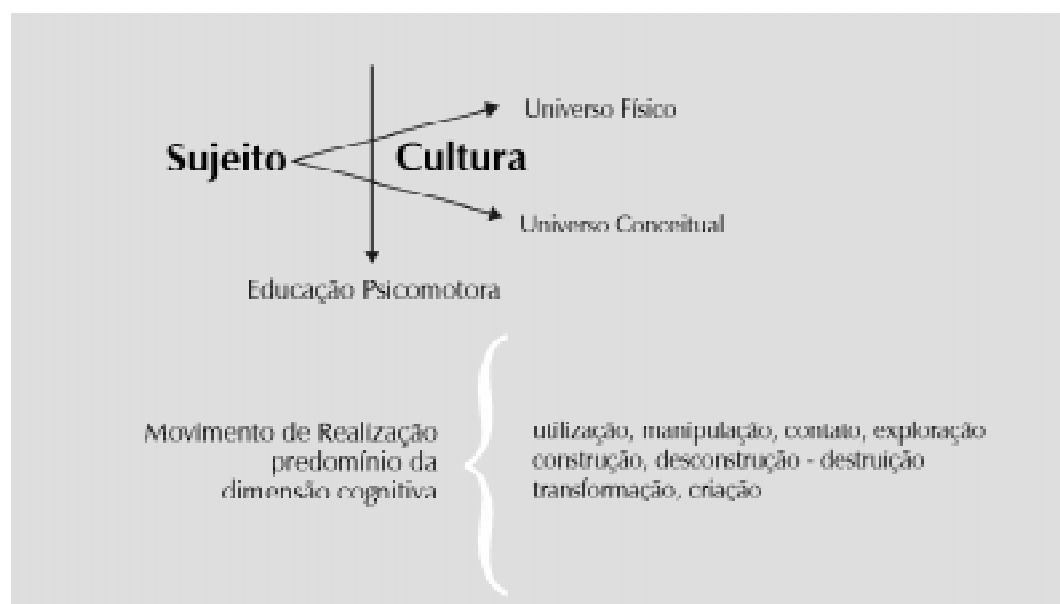 Universo Físico
Sujeito Cultura
Universo Conceitual
Educação Psicomotora
Movimento de Realização
predomínio da
dimensão cognitiva
utilização, manipulação, contato, exploração
construção, desconstrução - destruição
transformação, criação